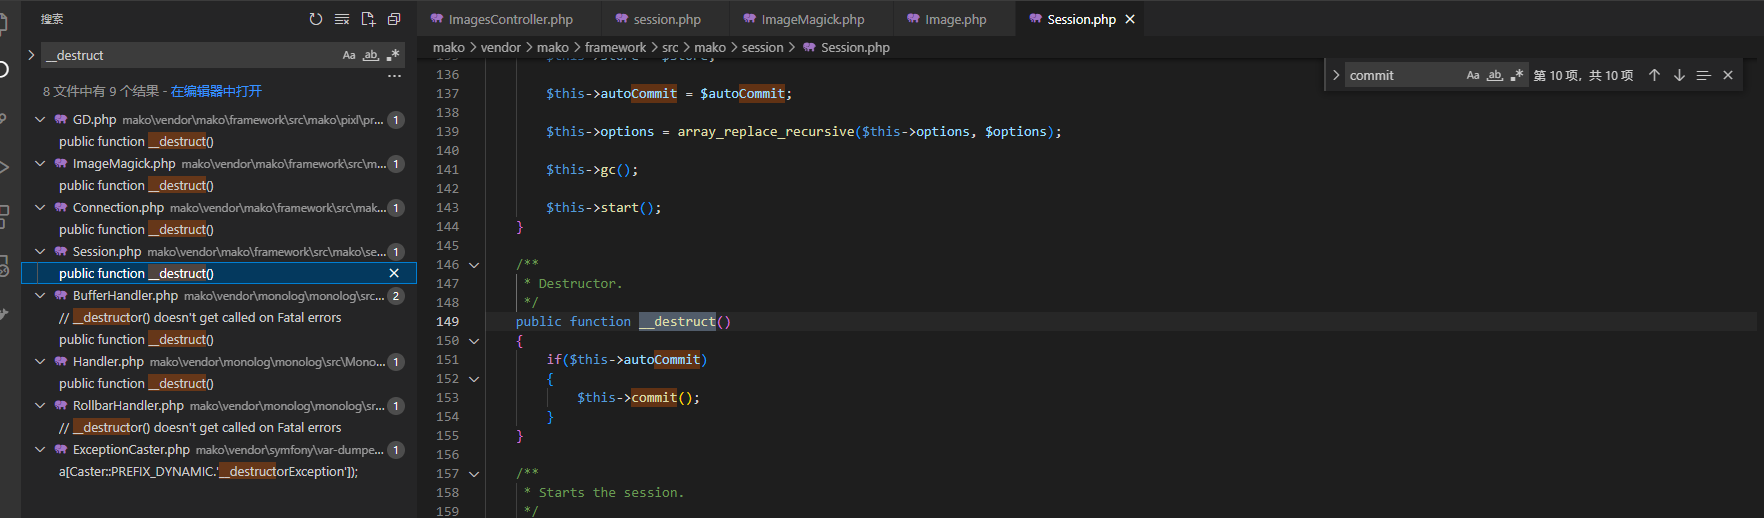 搜索
__destruct
Aa ab .*
8 文件中有 9 个结果 - 在编辑器中打开
GD.php mako\vendor\mako\framework\src\mako\pixl\pr... 1
public function __destruct()
ImageMagick.php mako\vendor\mako\framework\src\m... 1
public function __destruct()
Connection.php mako\vendor\mako\framework\src\mak... 1
public function __destruct()
Session.php mako\vendor\mako\framework\src\mako\se... 1
public function __destruct()
BufferHandler.php mako\vendor\monolog\monolog\src... 2
// __destructor() doesn't get called on Fatal errors
public function __destruct()
Handler.php mako\vendor\monolog\monolog\src\Mono... 1
public function __destruct()
RollbarHandler.php mako\vendor\monolog\monolog\sr... 1
// __destructor() doesn't get called on Fatal errors
ExceptionCaster.php mako\vendor\symfony\var-dumpe... 1
a[Caster::PREFIX_DYNAMIC.'__destructorException']);
ImagesController.php session.php ImageMagick.php Image.php Session.php
mako > vendor > mako > framework > src > mako > session > Session.php
commit Aa ab .* 第 10 项, 共 10 项
$this->store = $store;
136
137 $this->autoCommit = $autoCommit;
138
139 $this->options = array_replace_recursive($this->options, $options);
140
141 $this->gc();
142
143 $this->start();
144 }
145
146 /**
147 * Destructor.
148 */
149 public function __destruct()
150 {
151 if($this->autoCommit)
152 {
153 $this->commit();
154 }
155 }
156
157 /**
158 * Starts the session.
159 */